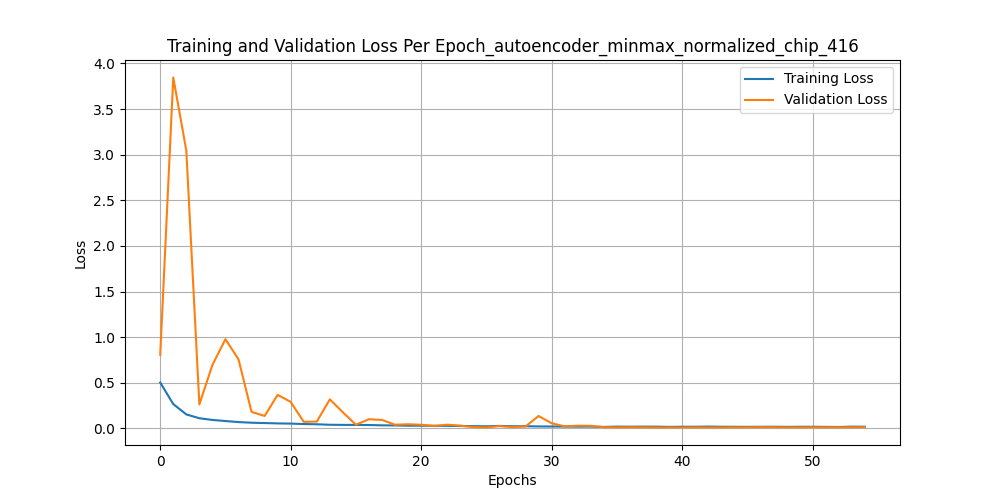 Training and Validation Loss Per Epoch_autoencoder_minmax_normalized_chip_416
Training Loss
Validation Loss
4.0
3.5
3.0
2.5
2.0
1.5
1.0
0.5
0.0
Loss
0 10 20 30 40 50
Epochs